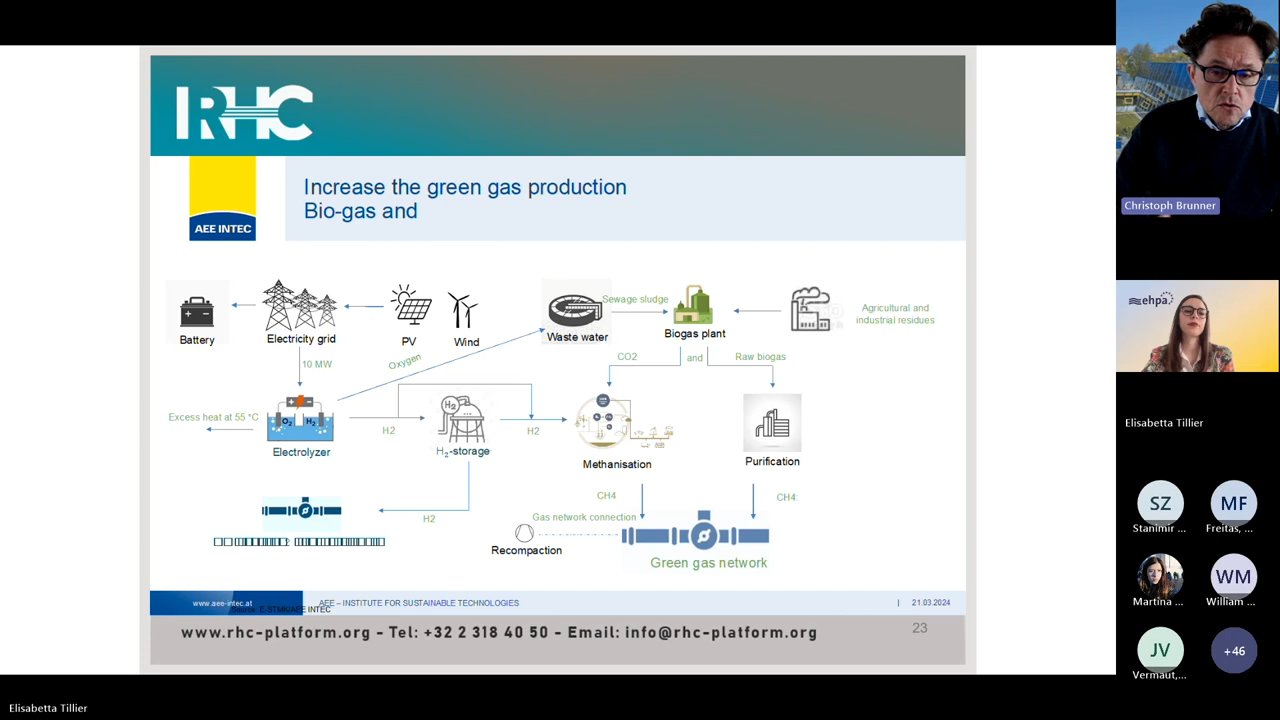 RHC
AEE INTEC
Increase the green gas production
Bio-gas and
Battery
Electricity grid
PV
Wind
Waste water
Sewage sludge
Biogas plant
Agricultural and
industrial residues
10 MW
Oxygen
CO2
and
Raw biogas
Excess heat at 55 °C
O2
H2
Electrolyzer
H2
H2
H2-storage
H2
Methanisation
Purification
H2
CH4
CH4
Gas network connection
Recompaction
Green gas network
www.aee-intec.at
AEE – INSTITUTE FOR SUSTAINABLE TECHNOLOGIES
| 21.03.2024
www.rhc-platform.org - Tel: +32 2 318 40 50 - Email: info@rhc-platform.org
23
Christoph Brunner
ehpa
Elisabetta Tillier
SZ
Stanimir ...
MF
Freitas, ...
Martina ...
WM
William ...
JV
Vermaut,...
+46
Elisabetta Tillier